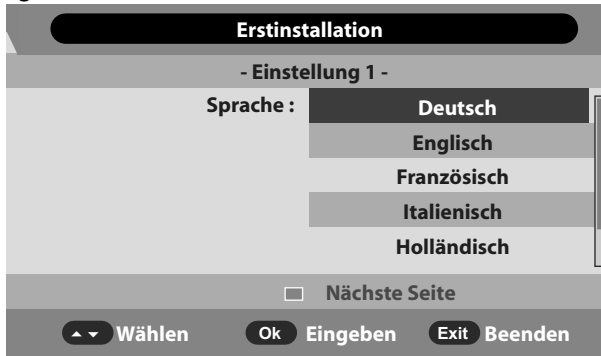 Erstinstallation
- Einstellung 1 -
Sprache : Deutsch
Englisch
Französisch
Italienisch
Holländisch
Nächste Seite
Wählen Ok Eingeben Exit Beenden